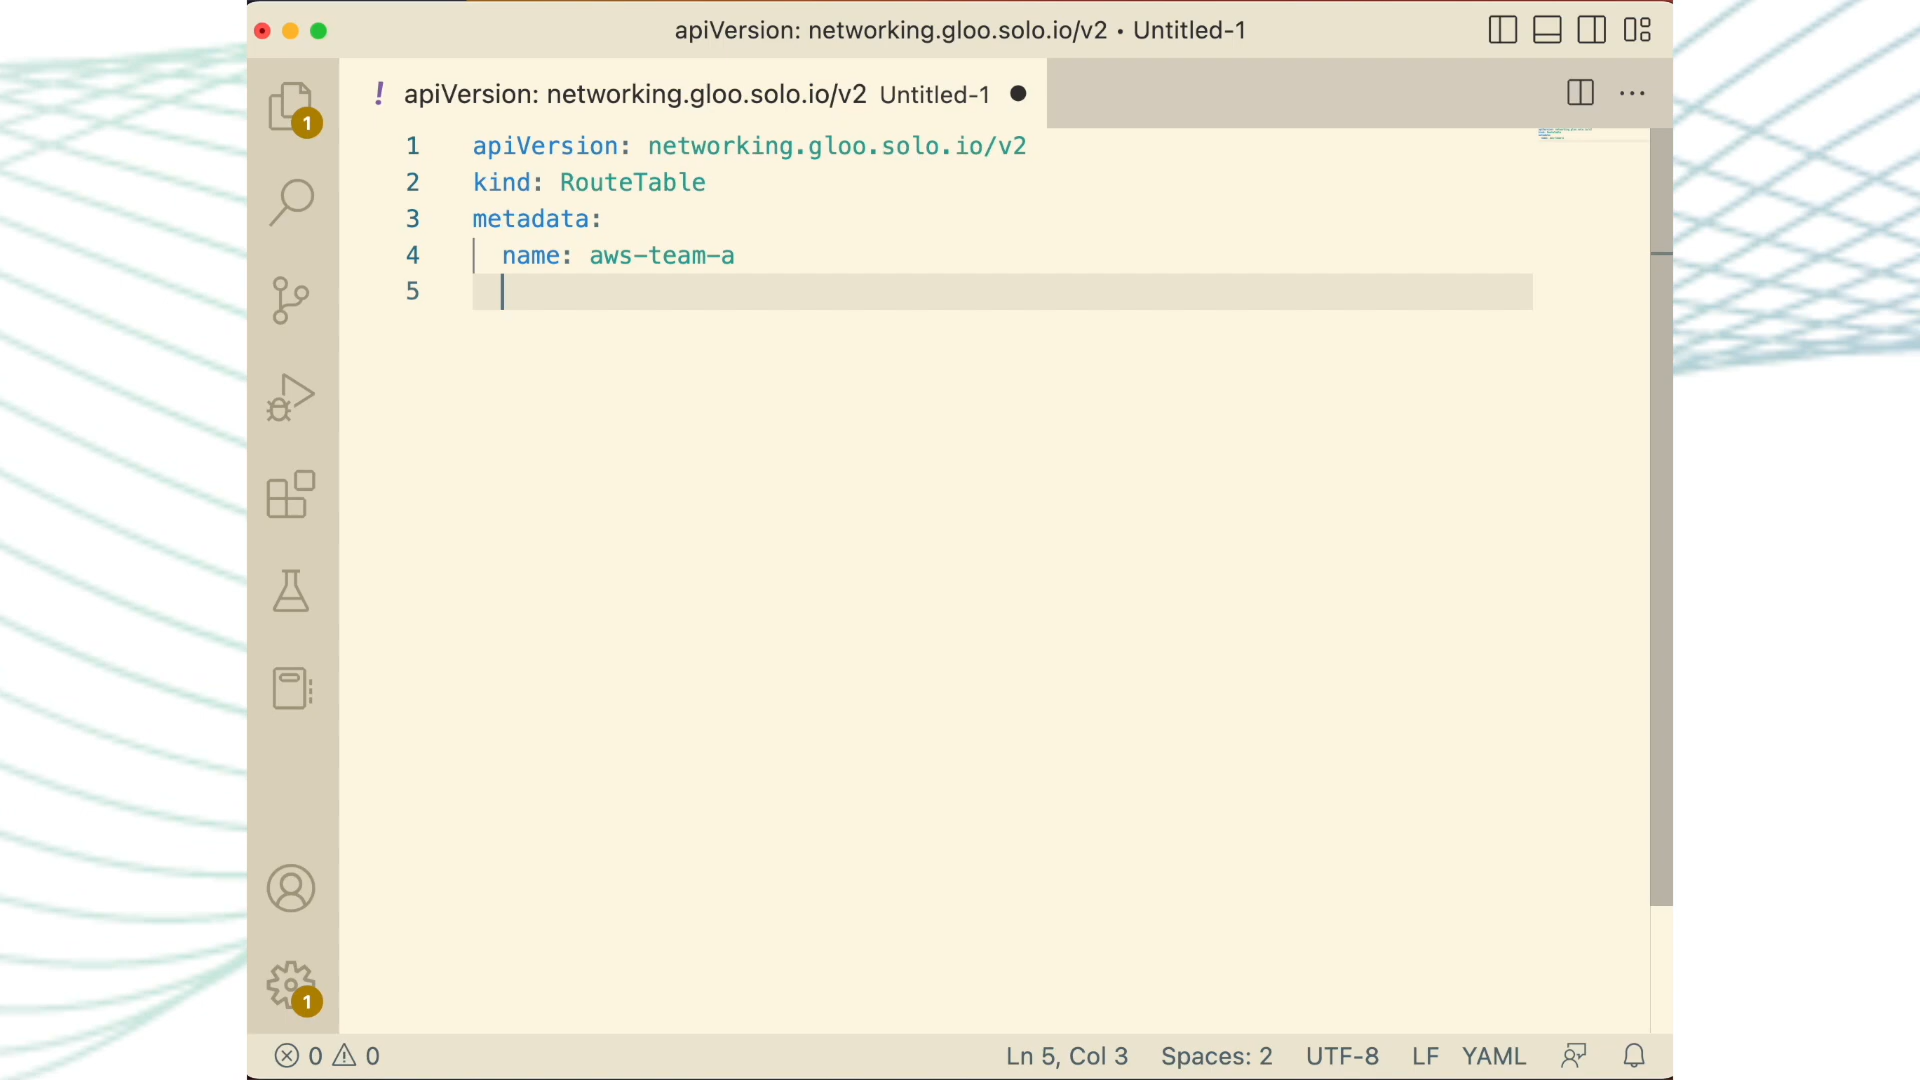 apiVersion: networking.gloo.solo.io/v2 • Untitled-1
! apiVersion: networking.gloo.solo.io/v2 Untitled-1
1
1 apiVersion: networking.gloo.solo.io/v2
2 kind: RouteTable
3 metadata:
4 name: aws-team-a
5
1
0 0 Ln 5, Col 3 Spaces: 2 UTF-8 LF YAML